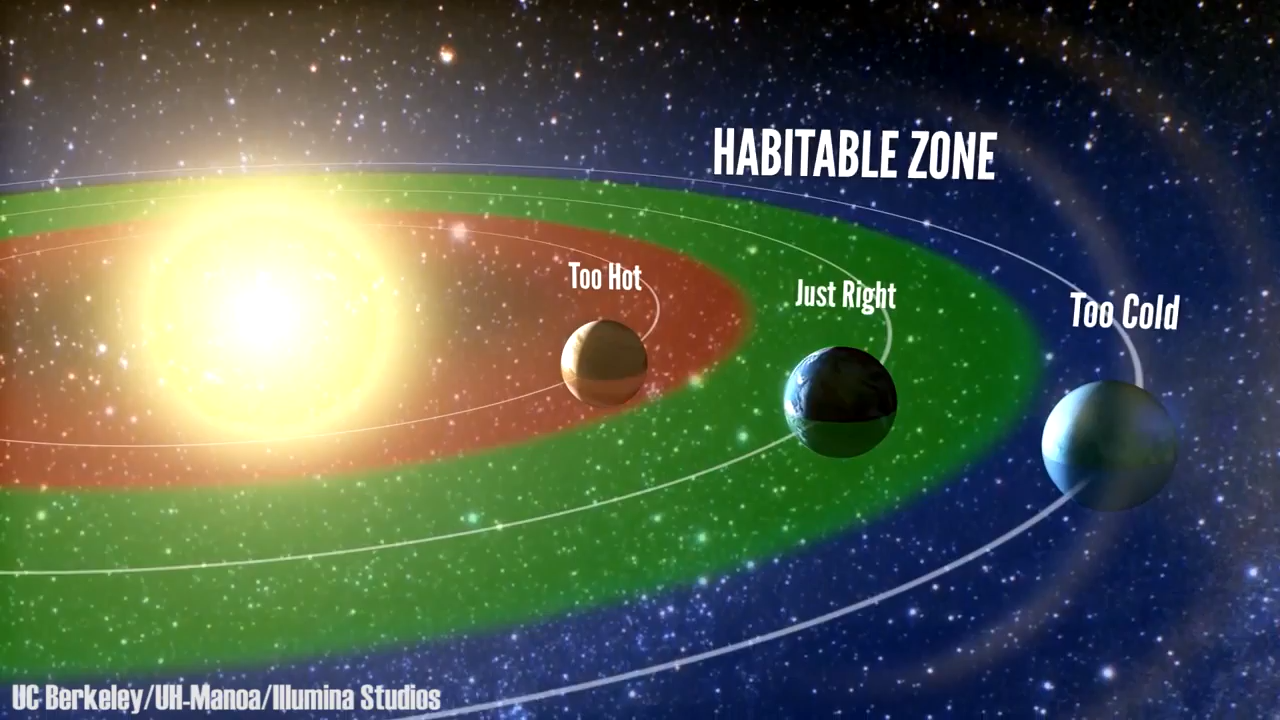 HABITABLE ZONE
Too Hot
Just Right
Too Cold
UC Berkeley/UH-Manoa/Illumina Studios